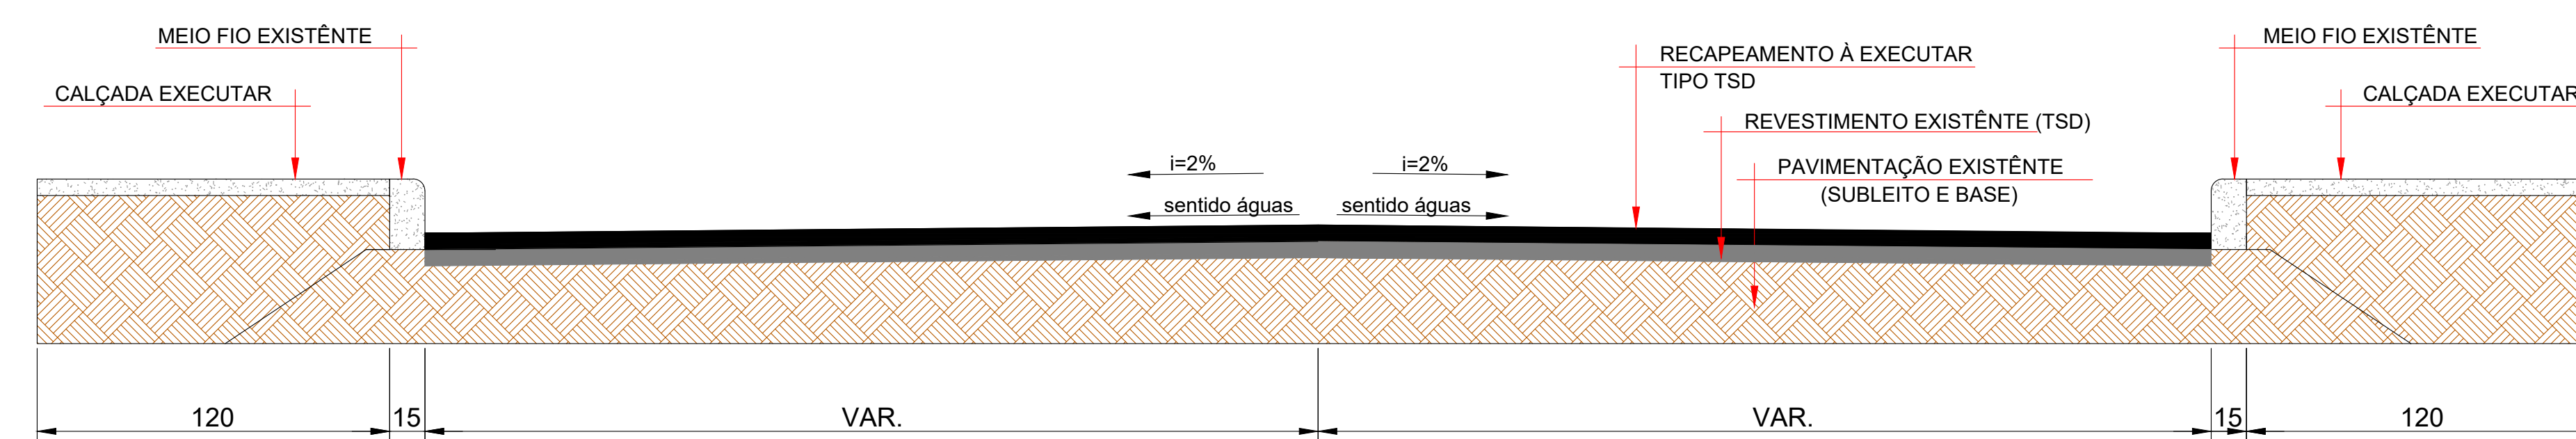 MEIO FIO EXISTÊNTE
CALÇADA EXECUTAR
RECAPEAMENTO À EXECUTAR
TIPO TSD
MEIO FIO EXISTÊNTE
CALÇADA EXECUTAR
REVESTIMENTO EXISTÊNTE (TSD)
PAVIMENTAÇÃO EXISTÊNTE
(SUBLEITO E BASE)
i=2%
i=2%
sentido águas
sentido águas
120
15
VAR.
VAR.
15
120